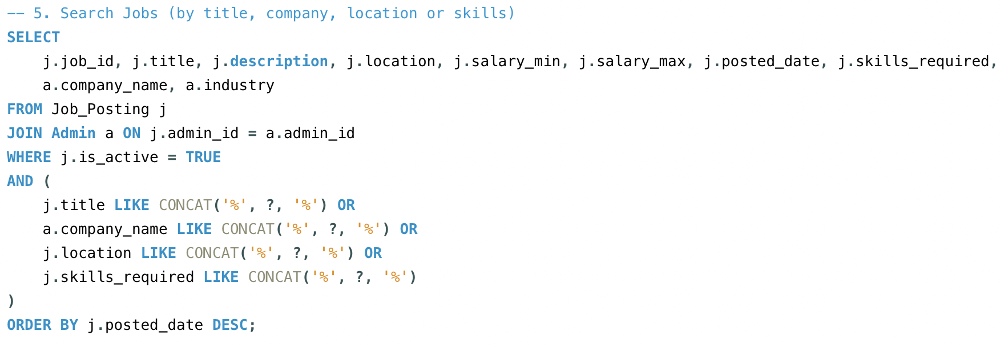 -- 5. Search Jobs (by title, company, location or skills)
SELECT
    j.job_id, j.title, j.description, j.location, j.salary_min, j.salary_max, j.posted_date, j.skills_required,
    a.company_name, a.industry
FROM Job_Posting j
JOIN Admin a ON j.admin_id = a.admin_id
WHERE j.is_active = TRUE
AND (
    j.title LIKE CONCAT('%', ?, '%') OR
    a.company_name LIKE CONCAT('%', ?, '%') OR
    j.location LIKE CONCAT('%', ?, '%') OR
    j.skills_required LIKE CONCAT('%', ?, '%')
)
ORDER BY j.posted_date DESC;